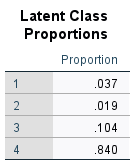 Latent Class
Proportions
Proportion
1 .037
2 .019
3 .104
4 .840